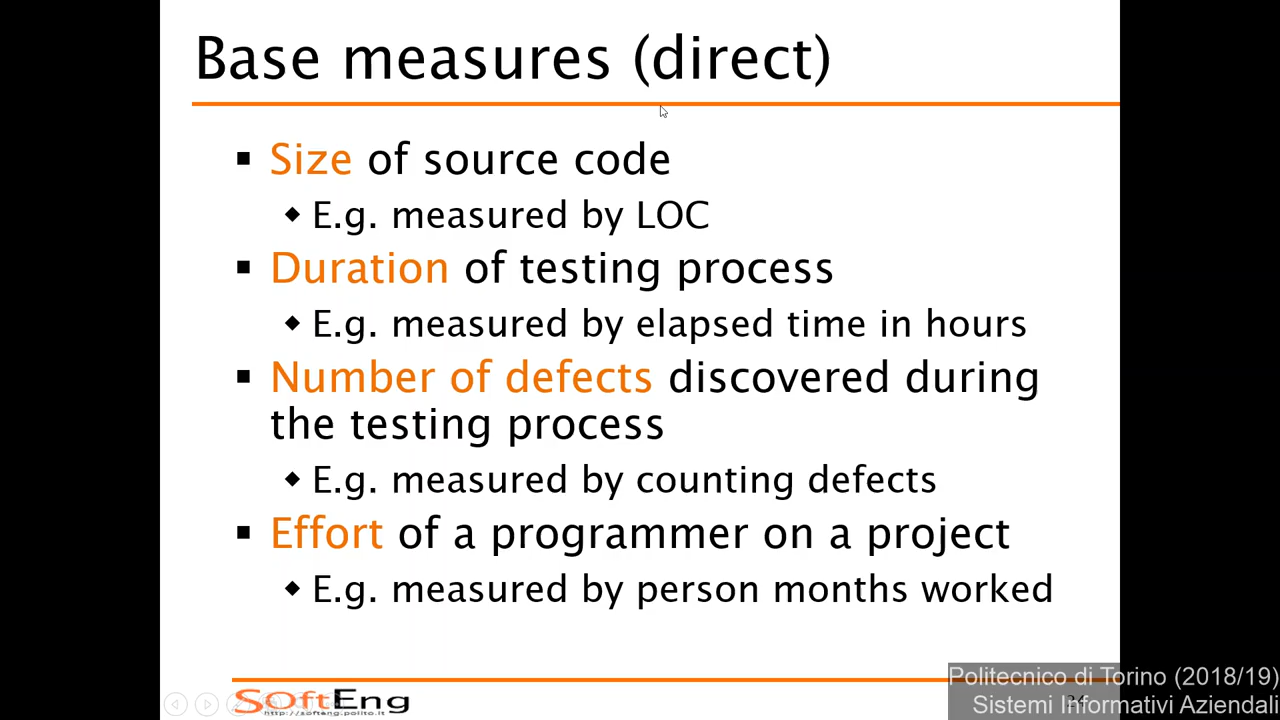 Base measures (direct)
Size of source code
E.g. measured by LOC
Duration of testing process
E.g. measured by elapsed time in hours
Number of defects discovered during
the testing process
E.g. measured by counting defects
Effort of a programmer on a project
E.g. measured by person months worked
SoftEng
http://softeng.polito.it
Politecnico di Torino (2018/19)
Sistemi Informativi Aziendali